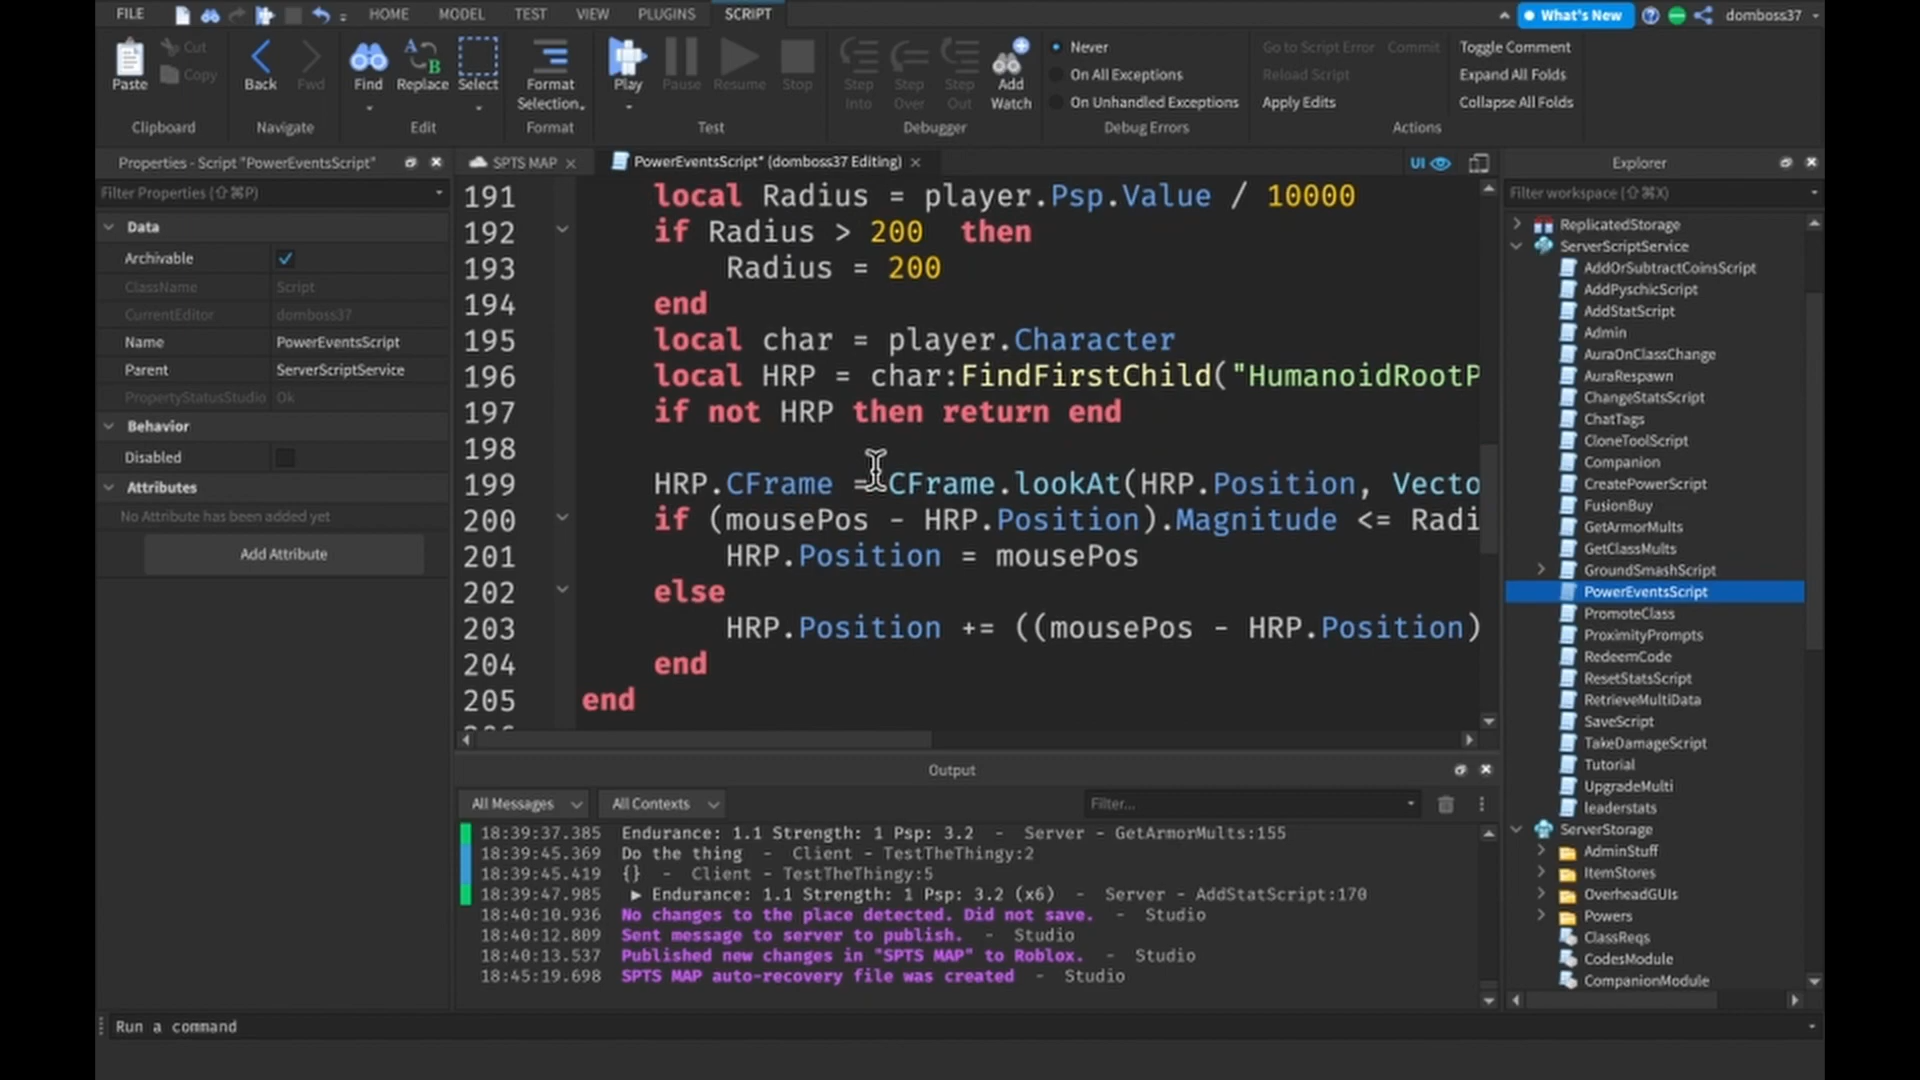 FILE HOME MODEL TEST VIEW PLUGINS SCRIPT What's New domboss37
Paste Cut Copy Back Fwd Find Replace Select Format Selection Play Pause Resume Stop Step Into Step Over Step Out Add Watch
Never
On All Exceptions
On Unhandled Exceptions
Go to Script Error Commit
Reload Script
Apply Edits
Toggle Comment
Expand All Folds
Collapse All Folds
Clipboard Navigate Edit Format Test Debugger Debug Errors Actions
Properties - Script "PowerEventsScript"
Filter Properties (⇧⌘P)
Data
Archivable
ClassName Script
CurrentEditor domboss37
Name PowerEventsScript
Parent ServerScriptService
PropertyStatusStudio Ok
Behavior
Disabled
Attributes
No Attribute has been added yet
Add Attribute
SPTS MAP PowerEventsScript* (domboss37 Editing) UI
191 local Radius = player.Psp.Value / 10000
192 if Radius > 200 then
193 Radius = 200
194 end
195 local char = player.Character
196 local HRP = char:FindFirstChild("HumanoidRootP
197 if not HRP then return end
198
199 HRP.CFrame = CFrame.lookAt(HRP.Position, Vecto
200 if (mousePos - HRP.Position).Magnitude <= Radi
201 HRP.Position = mousePos
202 else
203 HRP.Position += ((mousePos - HRP.Position)
204 end
205 end
Output
All Messages All Contexts Filter...
18:39:37.385 Endurance: 1.1 Strength: 1 Psp: 3.2 - Server - GetArmorMults:155
18:39:45.369 Do the thing - Client - TestTheThingy:2
18:39:45.419 {} - Client - TestTheThingy:5
18:39:47.985 ▶ Endurance: 1.1 Strength: 1 Psp: 3.2 (x6) - Server - AddStatScript:170
18:40:10.936 No changes to the place detected. Did not save. - Studio
18:40:12.809 Sent message to server to publish. - Studio
18:40:13.537 Published new changes in "SPTS MAP" to Roblox. - Studio
18:45:19.698 SPTS MAP auto-recovery file was created - Studio
Run a command
Explorer
Filter workspace (⇧⌘X)
ReplicatedStorage
ServerScriptService
AddOrSubtractCoinsScript
AddPyschicScript
AddStatScript
Admin
AuraOnClassChange
AuraRespawn
ChangeStatsScript
ChatTags
CloneToolScript
Companion
CreatePowerScript
FusionBuy
GetArmorMults
GetClassMults
GroundSmashScript
PowerEventsScript
PromoteClass
ProximityPrompts
RedeemCode
ResetStatsScript
RetrieveMultiData
SaveScript
TakeDamageScript
Tutorial
UpgradeMulti
leaderstats
ServerStorage
AdminStuff
ItemStores
OverheadGUIs
Powers
ClassReqs
CodesModule
CompanionModule